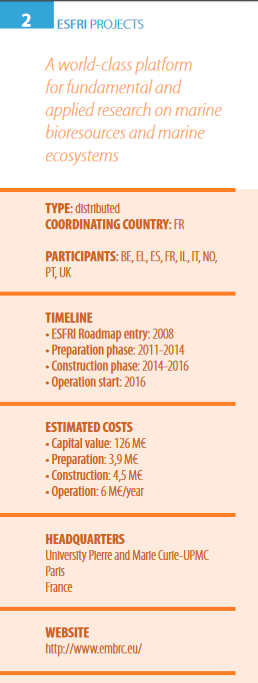 2
ESFRI PROJECTS
A world-class platform
for fundamental and
applied research on marine
bioresources and marine
ecosystems
TYPE: distributed
COORDINATING COUNTRY: FR
PARTICIPANTS: BE, EL, ES, FR, IL, IT, NO,
PT, UK
TIMELINE
• ESFRI Roadmap entry: 2008
• Preparation phase: 2011-2014
• Construction phase: 2014-2016
• Operation start: 2016
ESTIMATED COSTS
• Capital value: 126 M€
• Preparation: 3,9 M€
• Construction: 4,5 M€
• Operation: 6 M€/year
HEADQUARTERS
University Pierre and Marie Curie-UPMC
Paris
France
WEBSITE
http://www.embrc.eu/